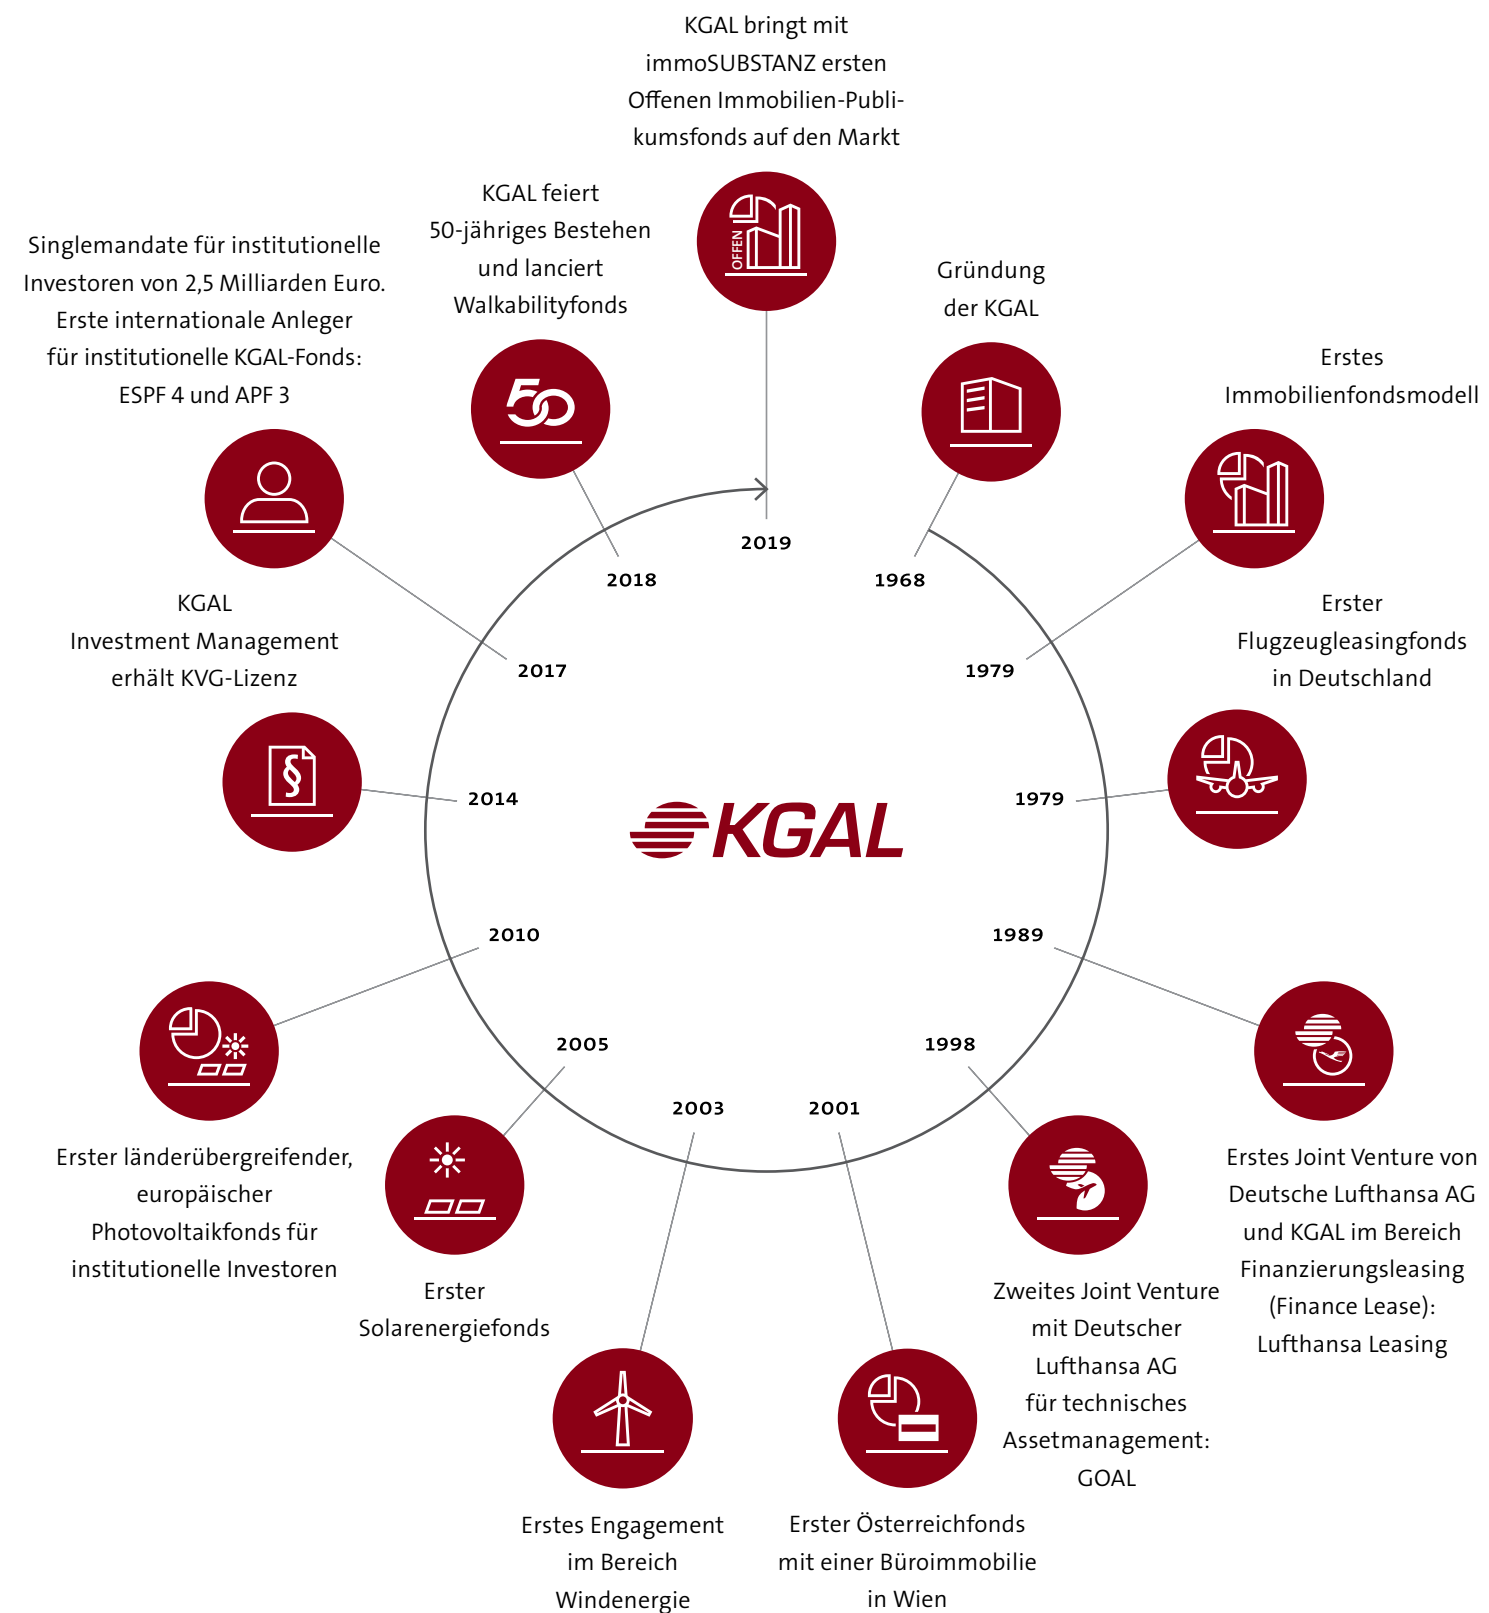 KGAL bringt mit
immoSUBSTANZ ersten
Offenen Immobilien-Publi-
kumsfonds auf den Markt
OFFEN
2019
Gründung
der KGAL
1968
Erstes
Immobilienfondsmodell
1979
Erster
Flugzeugleasingfonds
in Deutschland
1979
1989
Erstes Joint Venture von
Deutsche Lufthansa AG
und KGAL im Bereich
Finanzierungsleasing
(Finance Lease):
Lufthansa Leasing
1998
Zweites Joint Venture
mit Deutscher
Lufthansa AG
für technisches
Assetmanagement:
GOAL
2001
Erster Österreichfonds
mit einer Büroimmobilie
in Wien
2003
Erstes Engagement
im Bereich
Windenergie
2005
Erster
Solarenergiefonds
2010
Erster länderübergreifender,
europäischer
Photovoltaikfonds für
institutionelle Investoren
KGAL
Investment Management
erhält KVG-Lizenz
§
2014
Singlemandate für institutionelle
Investoren von 2,5 Milliarden Euro.
Erste internationale Anleger
für institutionelle KGAL-Fonds:
ESPF 4 und APF 3
2017
KGAL feiert
50-jähriges Bestehen
und lanciert
Walkabilityfonds
50
2018
KGAL